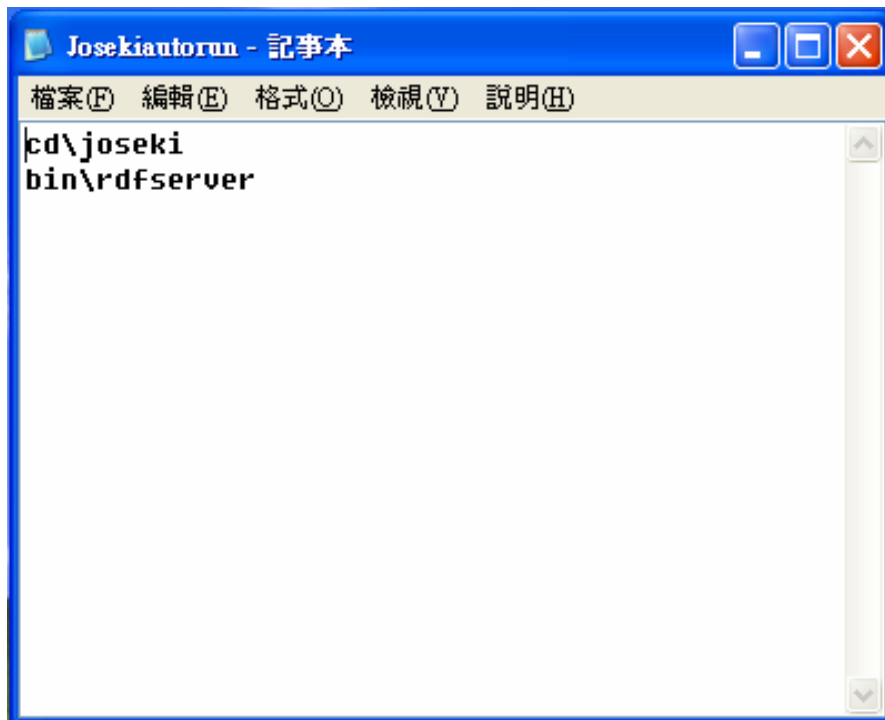 Josekiautorun - 記事本
檔案(F) 編輯(E) 格式(O) 檢視(V) 說明(H)
cd\joseki
bin\rdfserver